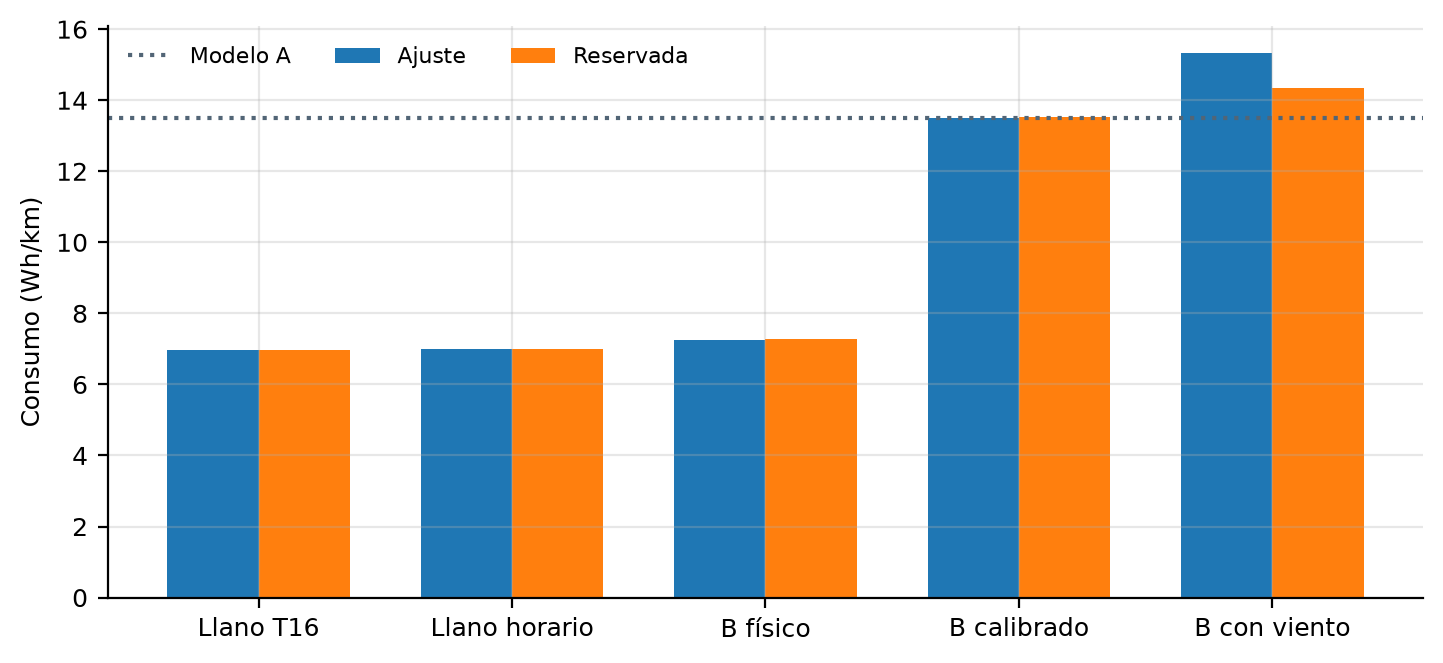 16
14
12
10
8
6
4
2
0
Consumo (Wh/km)
Modelo A
Ajuste
Reservada
Llano T16
Llano horario
B físico
B calibrado
B con viento